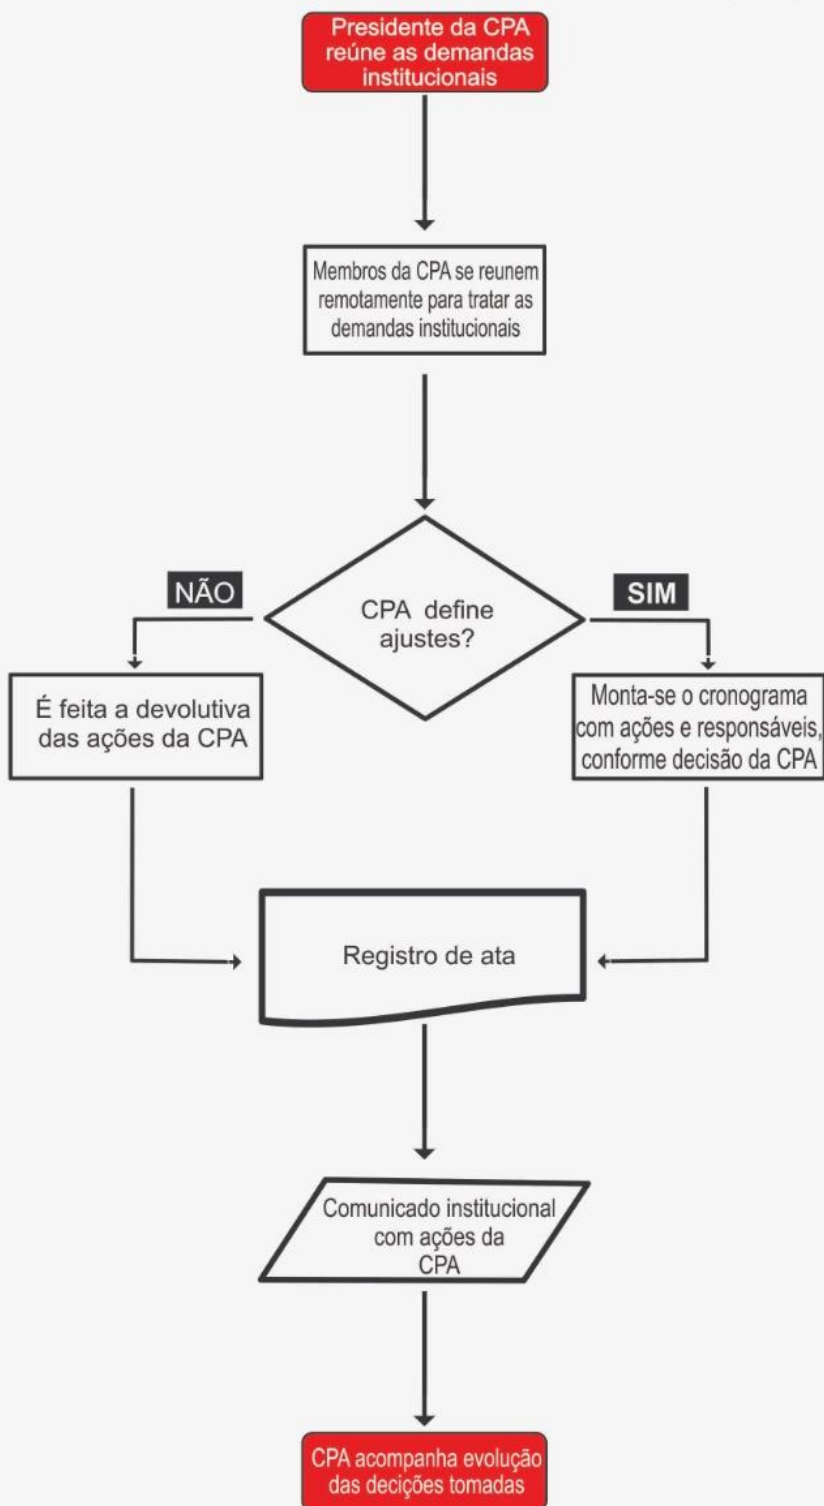 Presidente da CPA
reúne as demandas
institucionais
Membros da CPA se reunem
remotamente para tratar as
demandas institucionais
NÃO
SIM
CPA define
ajustes?
É feita a devolutiva
das ações da CPA
Monta-se o cronograma
com ações e responsáveis,
conforme decisão da CPA
Registro de ata
Comunicado institucional
com ações da
CPA
CPA acompanha evolução
das decições tomadas